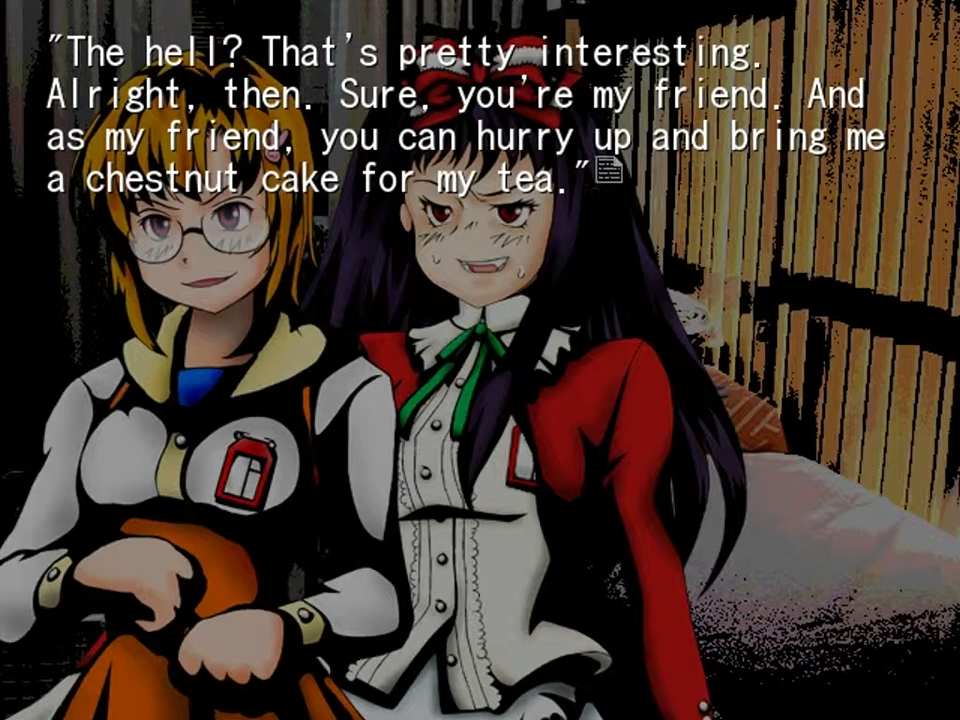 "The hell? That's pretty interesting.
Alright, then. Sure, you're my friend. And
as my friend, you can hurry up and bring me
a chestnut cake for my tea."